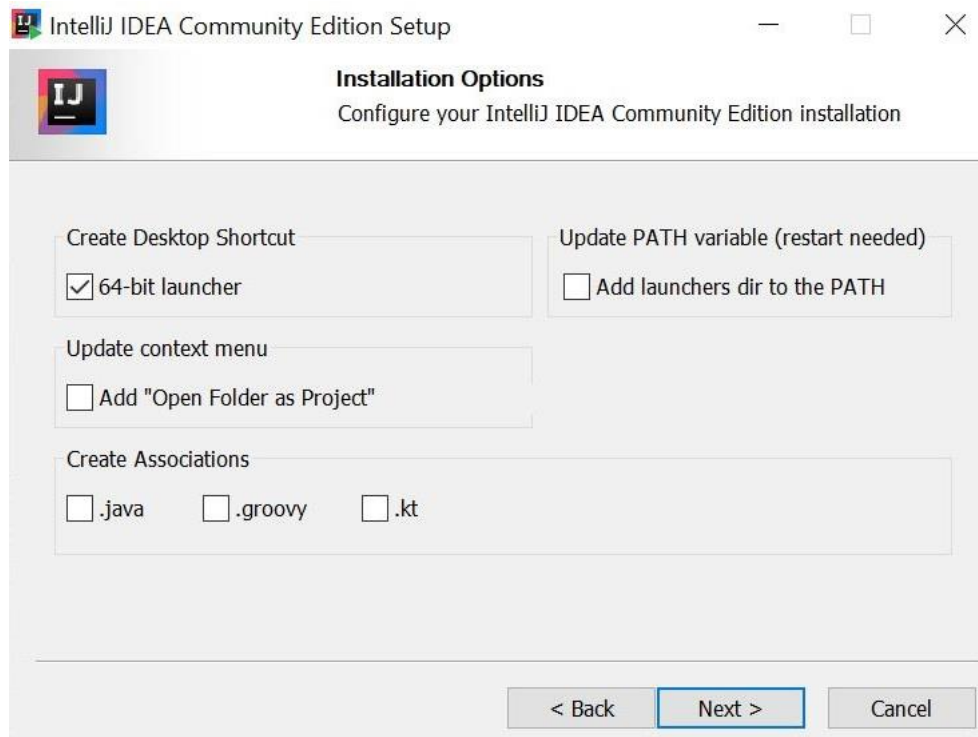 IntelliJ IDEA Community Edition Setup
IJ
Installation Options
Configure your IntelliJ IDEA Community Edition installation
Create Desktop Shortcut
64-bit launcher
Update PATH variable (restart needed)
Add launchers dir to the PATH
Update context menu
Add "Open Folder as Project"
Create Associations
.java .groovy .kt
< Back Next > Cancel